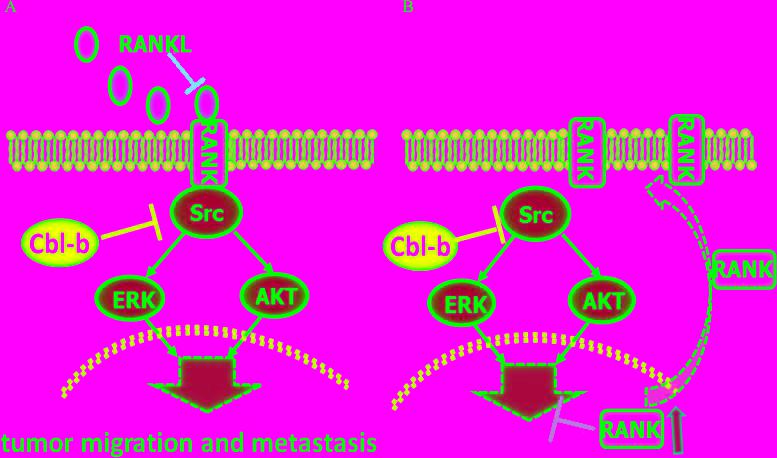 A
B
RANKL
RANK
RANK
RANK
Src
Src
Cbl-b
Cbl-b
RANK
ERK
AKT
ERK
AKT
RANK
tumor migration and metastasis